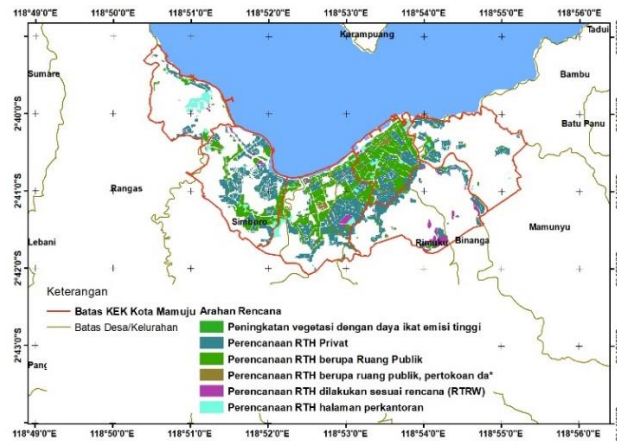 118°49'0"E 118°50'0"E 118°51'0"E 118°52'0"E 118°53'0"E 118°54'0"E 118°55'0"E 118°56'0"E
Karampuang
Tadui
Sumare
Bambu
2°40'0"S
Batu Panu
2°41'0"S
Rangas
Simboro
Mamunyu
Lebani
Rimuku
Binanga
2°42'0"S
Keterangan
Batas KEK Kota Mamuju
Batas Desa/Kelurahan
Arahan Rencana
Peningkatan vegetasi dengan daya ikat emisi tinggi
Perencanaan RTH Privat
Perencanaan RTH berupa Ruang Publik
Perencanaan RTH berupa ruang publik, pertokoan da*
Perencanaan RTH dilakukan sesuai rencana (RTRW)
Perencanaan RTH halaman perkantoran
2°43'0"S
Pang
118°49'0"E 118°50'0"E 118°51'0"E 118°52'0"E 118°53'0"E 118°54'0"E 118°55'0"E 118°56'0"E